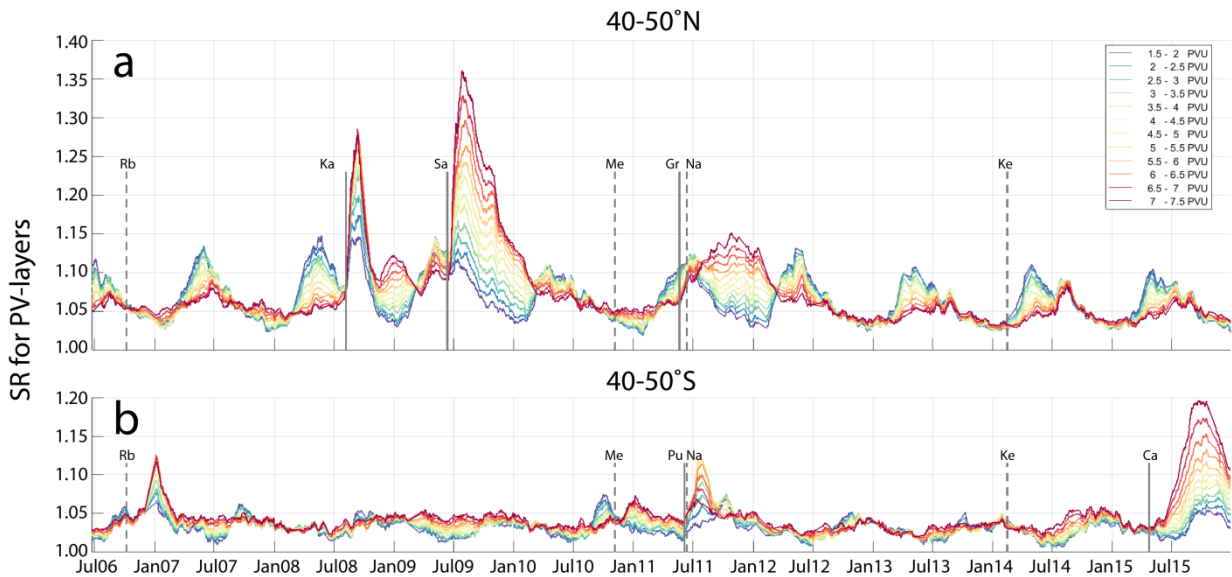 40-50°N
SR for PV-layers
a
1.40
1.35
1.30
1.25
1.20
1.15
1.10
1.05
1.00
Rb Ka Sa Me Gr Na Ke
1.5 - 2 PVU
2 - 2.5 PVU
2.5 - 3 PVU
3 - 3.5 PVU
3.5 - 4 PVU
4 - 4.5 PVU
4.5 - 5 PVU
5 - 5.5 PVU
5.5 - 6 PVU
6 - 6.5 PVU
6.5 - 7 PVU
7 - 7.5 PVU
40-50°S
b
1.20
1.15
1.10
1.05
1.00
Rb Me Pu Na Ke Ca
Jul06 Jan07 Jul07 Jan08 Jul08 Jan09 Jul09 Jan10 Jul10 Jan11 Jul11 Jan12 Jul12 Jan13 Jul13 Jan14 Jul14 Jan15 Jul15